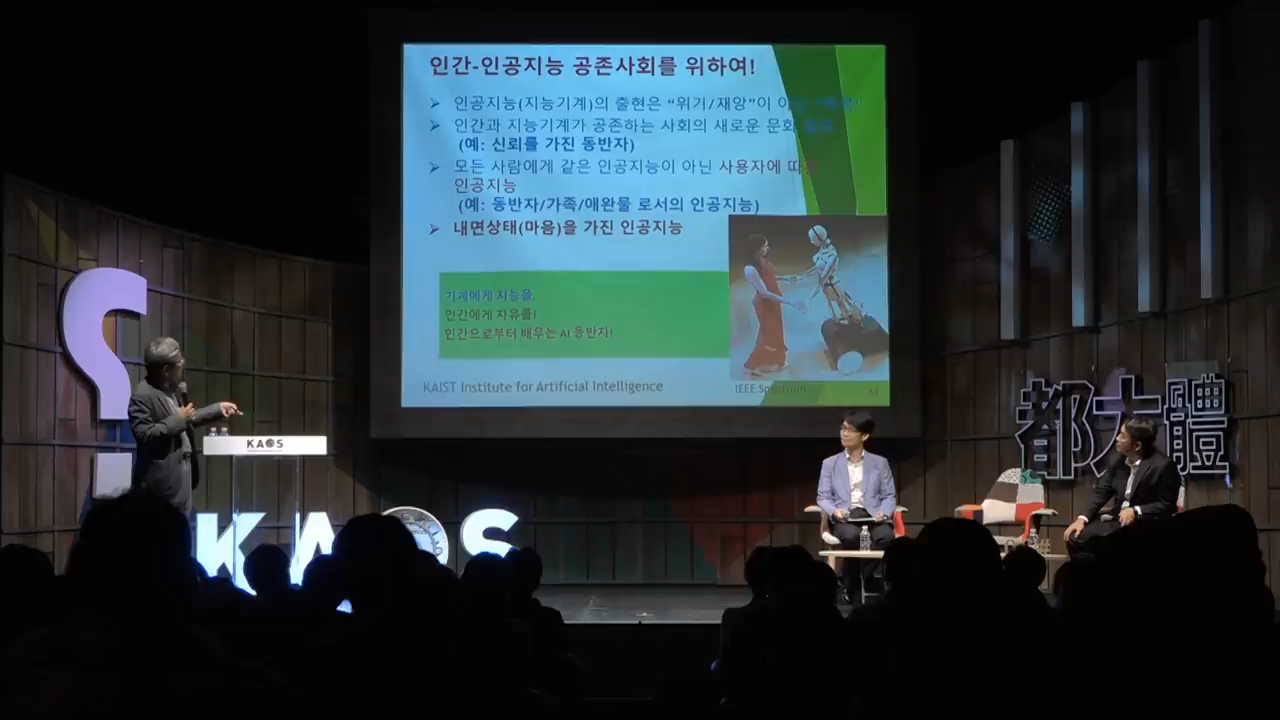 인간-인공지능 공존사회를 위하여!
➢ 인공지능(지능기계)의 출현은 “위기/재앙”이
➢ 인간과 지능기계가 공존하는 사회의 새로운 문화
(예: 신뢰를 가진 동반자)
➢ 모든 사람에게 같은 인공지능이 아닌 사용자에
인공지능
(예: 동반자/가족/애완물 로서의 인공지능)
➢ 내면상태(마음)을 가진 인공지능
기계에게 지능을,
인간에게 자유를!
인간으로부터 배우는 AI 동반자!
KAIST Institute for Artificial Intelligence
IEEE.Spectrum
64
KAOS
KAOS
都大體
?